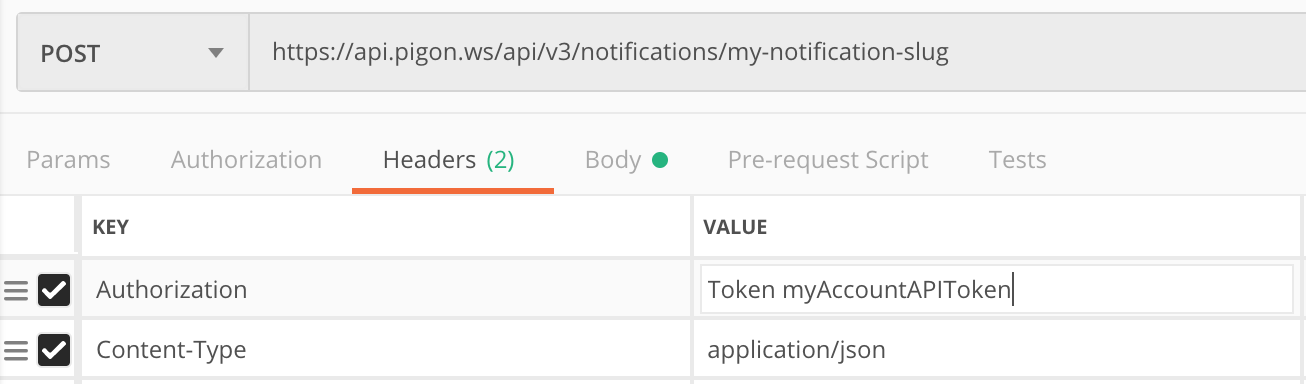 POST https://api.pigon.ws/api/v3/notifications/my-notification-slug
Params Authorization Headers (2) Body Pre-request Script Tests
KEY VALUE
Authorization Token myAccountAPIToken
Content-Type application/json